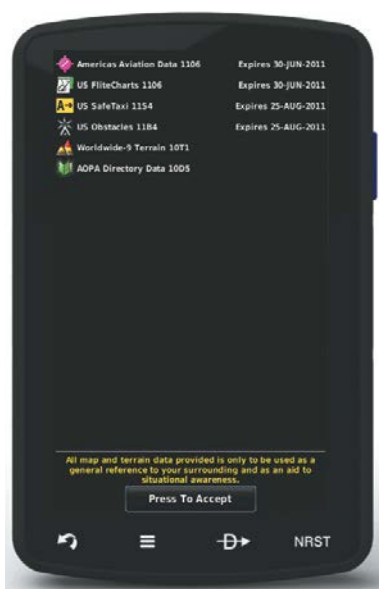 Americas Aviation Data 1106 Expires 30-JUN-2011
US FliteCharts 1106 Expires 30-JUN-2011
A→ US SafeTaxi 11S4 Expires 25-AUG-2011
US Obstacles 11B4 Expires 25-AUG-2011
Worldwide-9 Terrain 10T1
AOPA Directory Data 10D5
All map and terrain data provided is only to be used as a
general reference to your surrounding and as an aid to
situational awareness.
Press To Accept
D NRST